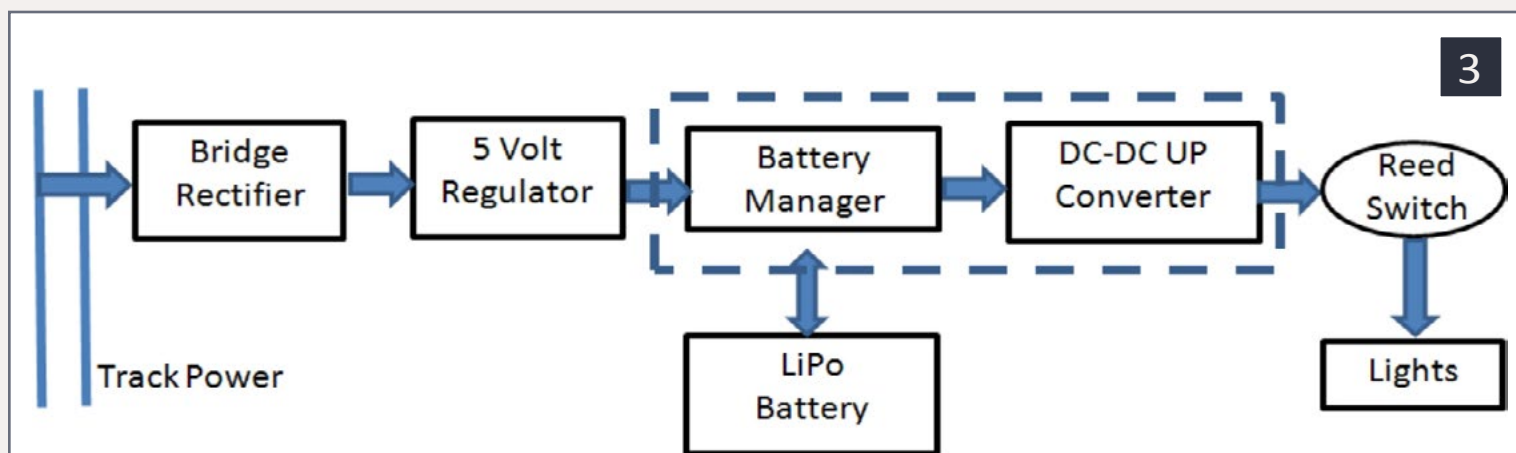 3
Bridge
Rectifier
5 Volt
Regulator
Battery
Manager
DC-DC UP
Converter
Reed
Switch
Track Power
LiPo
Battery
Lights